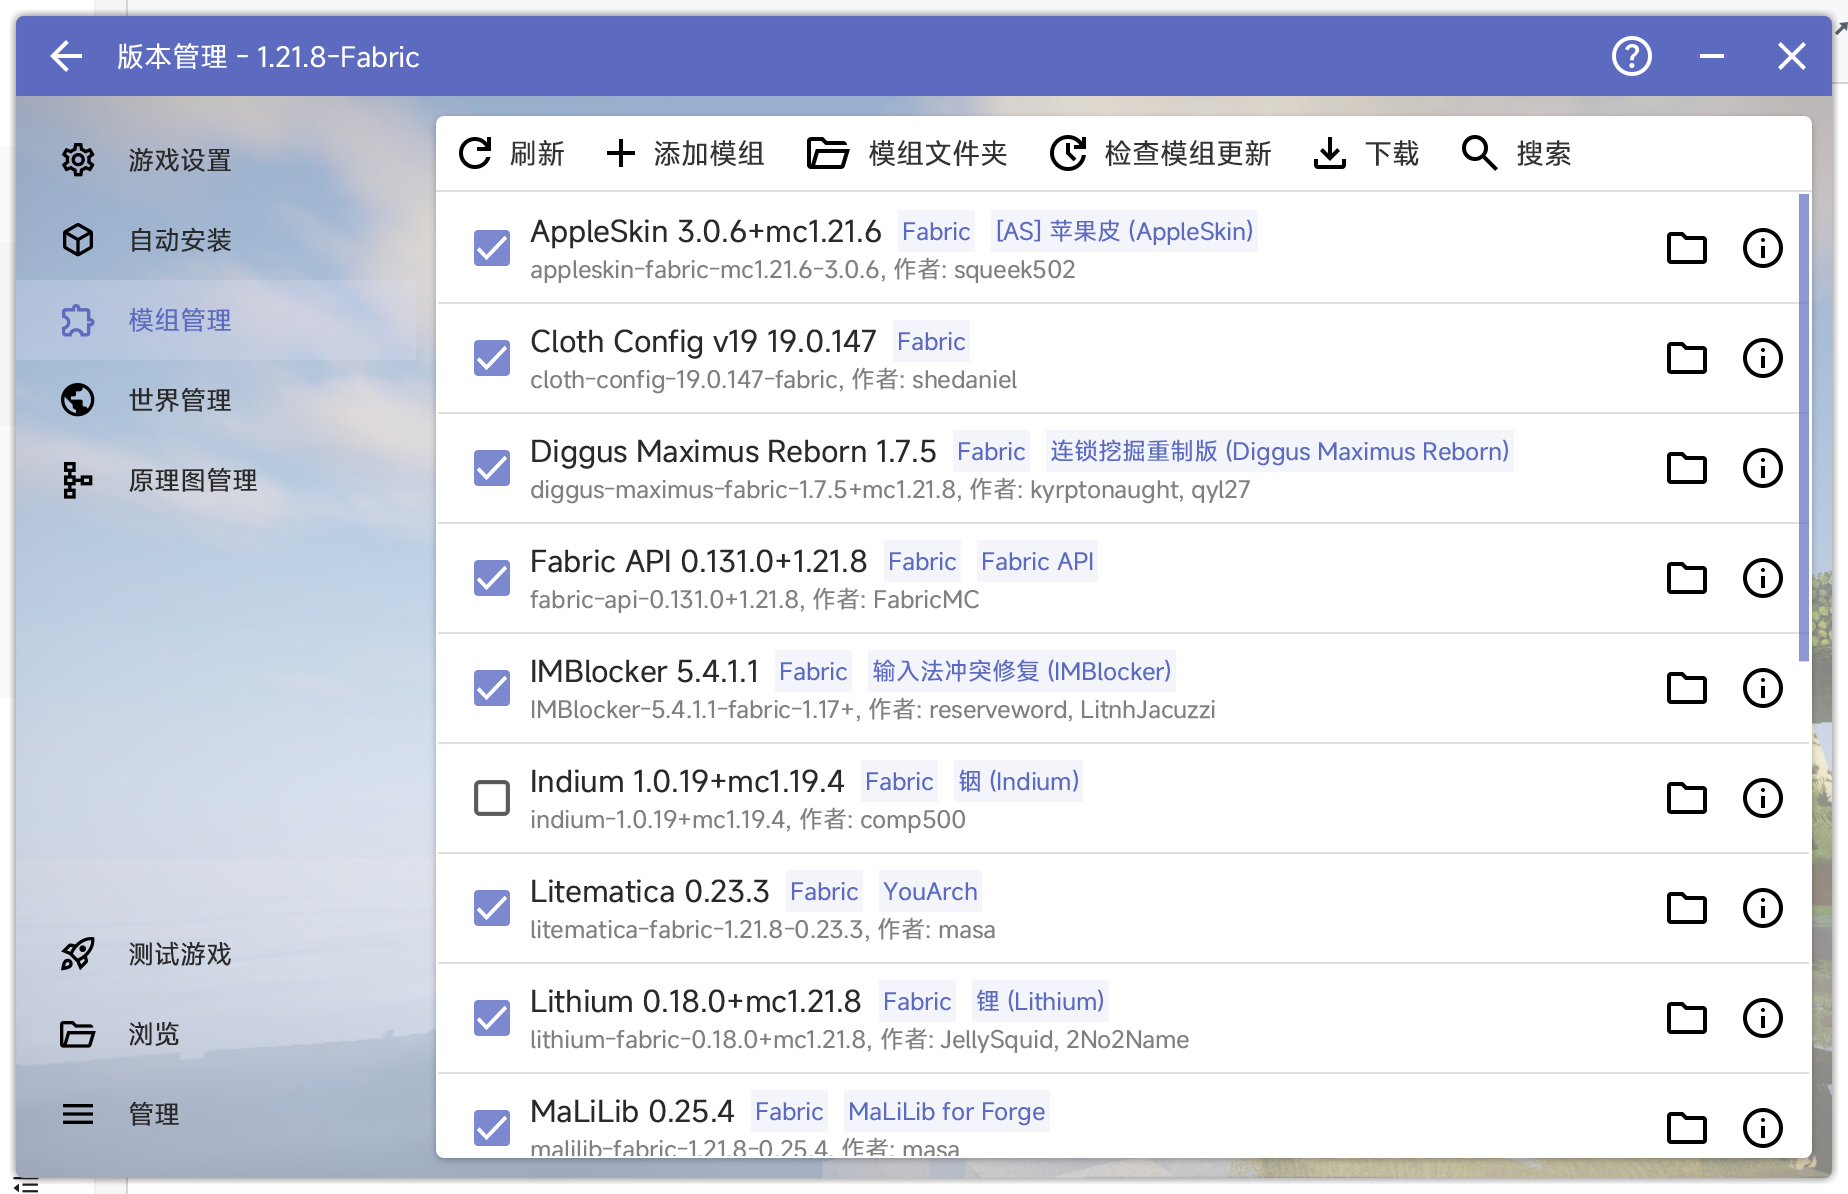 版本管理 - 1.21.8-Fabric
游戏设置
自动安装
模组管理
世界管理
原理图管理
测试游戏
浏览
管理
刷新 添加模组 模组文件夹 检查模组更新 下载 搜索
AppleSkin 3.0.6+mc1.21.6 Fabric [AS] 苹果皮 (AppleSkin)
appleskin-fabric-mc1.21.6-3.0.6, 作者: squeek502
Cloth Config v19 19.0.147 Fabric
cloth-config-19.0.147-fabric, 作者: shedaniel
Diggus Maximus Reborn 1.7.5 Fabric 连锁挖掘重制版 (Diggus Maximus Reborn)
diggus-maximus-fabric-1.7.5+mc1.21.8, 作者: kyrptonaught, qyl27
Fabric API 0.131.0+1.21.8 Fabric Fabric API
fabric-api-0.131.0+1.21.8, 作者: FabricMC
IMBlocker 5.4.1.1 Fabric 输入法冲突修复 (IMBlocker)
IMBlocker-5.4.1.1-fabric-1.17+, 作者: reserveword, LitnhJacuzzi
Indium 1.0.19+mc1.19.4 Fabric 铟 (Indium)
indium-1.0.19+mc1.19.4, 作者: comp500
Litematica 0.23.3 Fabric YouArch
litematica-fabric-1.21.8-0.23.3, 作者: masa
Lithium 0.18.0+mc1.21.8 Fabric 锂 (Lithium)
lithium-fabric-0.18.0+mc1.21.8, 作者: JellySquid, 2No2Name
MaLiLib 0.25.4 Fabric MaLiLib for Forge
malilib-fabric-1.21.8-0.25.4, 作者: masa